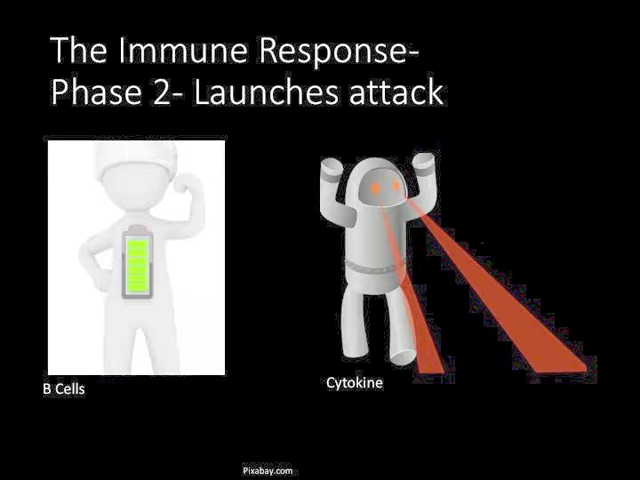 The Immune Response-
Phase 2- Launches attack
B Cells
Cytokine
Pixabay.com